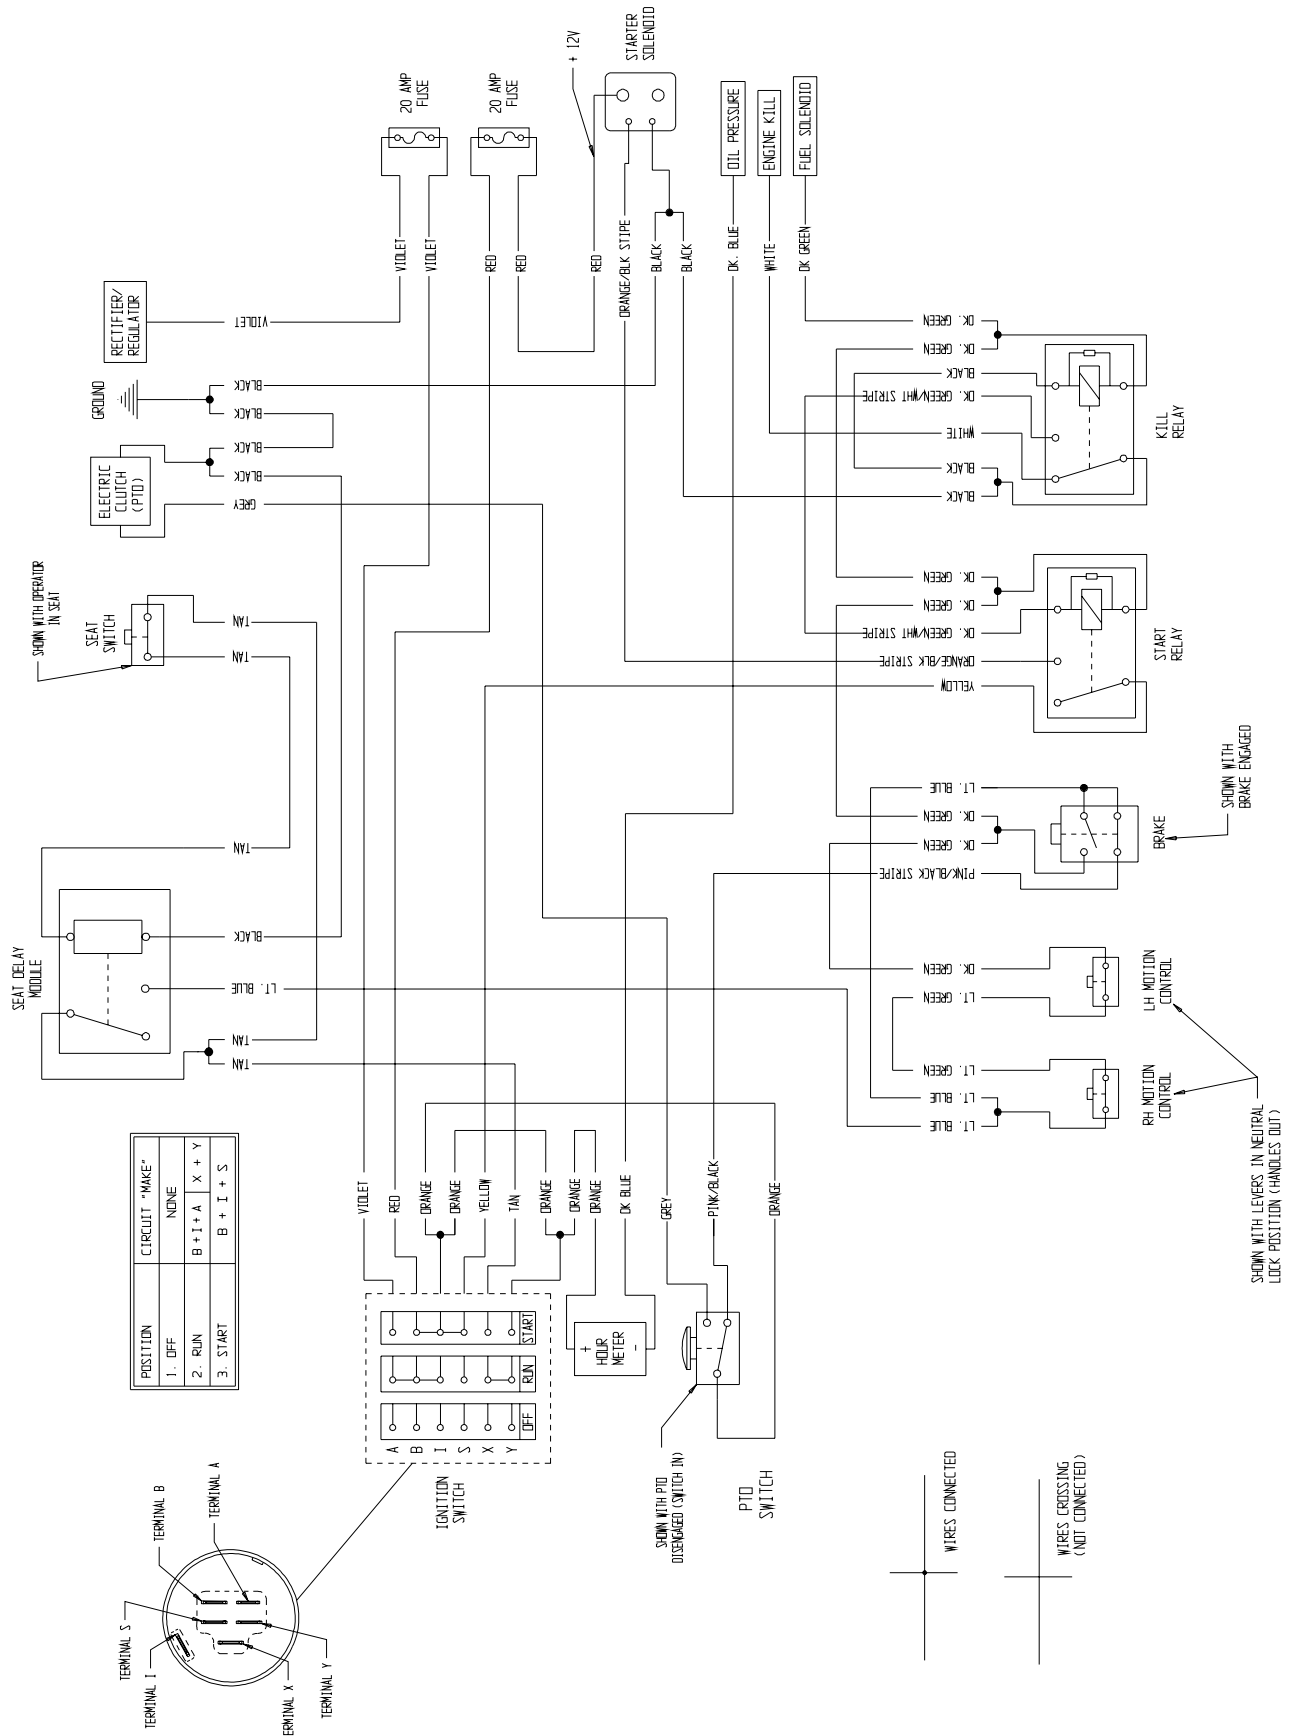 + 12V
STARTER
SOLENOID
20 AMP
FUSE
20 AMP
FUSE
OIL PRESSURE
ENGINE KILL
FUEL SOLENOID
VIOLET
VIOLET
RED
RED
RED
ORANGE/BLK STIPE
BLACK
BLACK
DK. BLUE
WHITE
DK GREEN
RECTIFIER/
REGULATOR
VIOLET
GROUND
BLACK
BLACK
BLACK
BLACK
GREY
ELECTRIC
CLUTCH
(PTO)
DK. GREEN
DK. GREEN
BLACK
DK. GREEN/WHT STRIPE
WHITE
BLACK
BLACK
KILL
RELAY
SHOWN WITH OPERATOR
IN SEAT
SEAT
SWITCH
TAN
TAN
DK. GREEN
DK. GREEN
DK. GREEN/WHT STRIPE
ORANGE/BLK STRIPE
YELLOW
START
RELAY
SHOWN WITH
BRAKE ENGAGED
LT. BLUE
DK. GREEN
DK. GREEN
PINK/BLACK STRIPE
BRAKE
SEAT DELAY
MODULE
TAN
BLACK
LT. BLUE
TAN
TAN
DK. GREEN
LT. GREEN
LH MOTION
CONTROL
LT. GREEN
LT. BLUE
LT. BLUE
RH MOTION
CONTROL
SHOWN WITH LEVERS IN NEUTRAL
LOCK POSITION (HANDLES OUT)
POSITION CIRCUIT "MAKE"
1. OFF NONE
2. RUN B+I+A X + Y
3. START B + I + S
VIOLET
RED
ORANGE
ORANGE
YELLOW
TAN
ORANGE
ORANGE
ORANGE
DK BLUE
GREY
PINK/BLACK
ORANGE
A
B
I
S
X
Y
OFF
RUN
START
IGNITION
SWITCH
+
HOUR
METER
-
SHOWN WITH PTO
DISENGAGED (SWITCH IN)
PTO
SWITCH
TERMINAL B
TERMINAL A
TERMINAL S
TERMINAL I
TERMINAL X
TERMINAL Y
WIRES CONNECTED
WIRES CROSSING
(NOT CONNECTED)